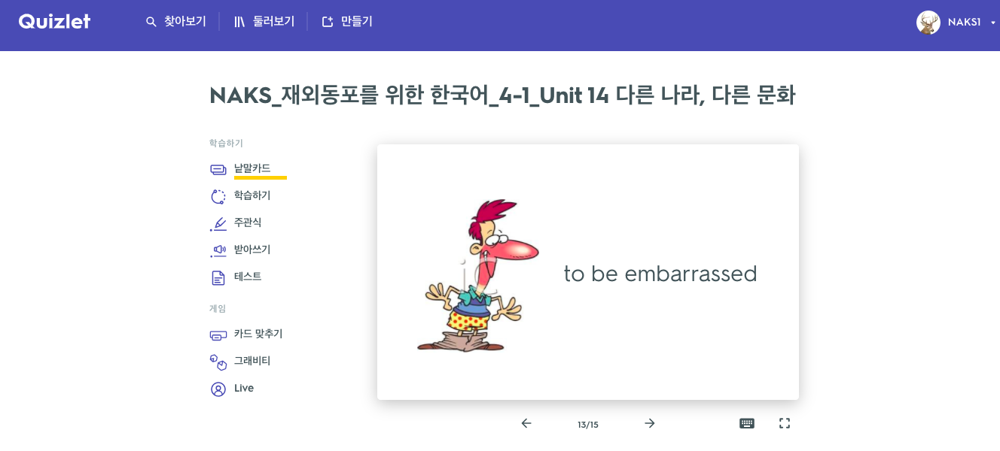 Quizlet
찾아보기
둘러보기
만들기
NAKS1
NAKS_재외동포를 위한 한국어_4-1_Unit 14 다른 나라, 다른 문화
학습하기
낱말카드
학습하기
주관식
받아쓰기
테스트
게임
카드 맞추기
그래비티
Live
to be embarrassed
13/15